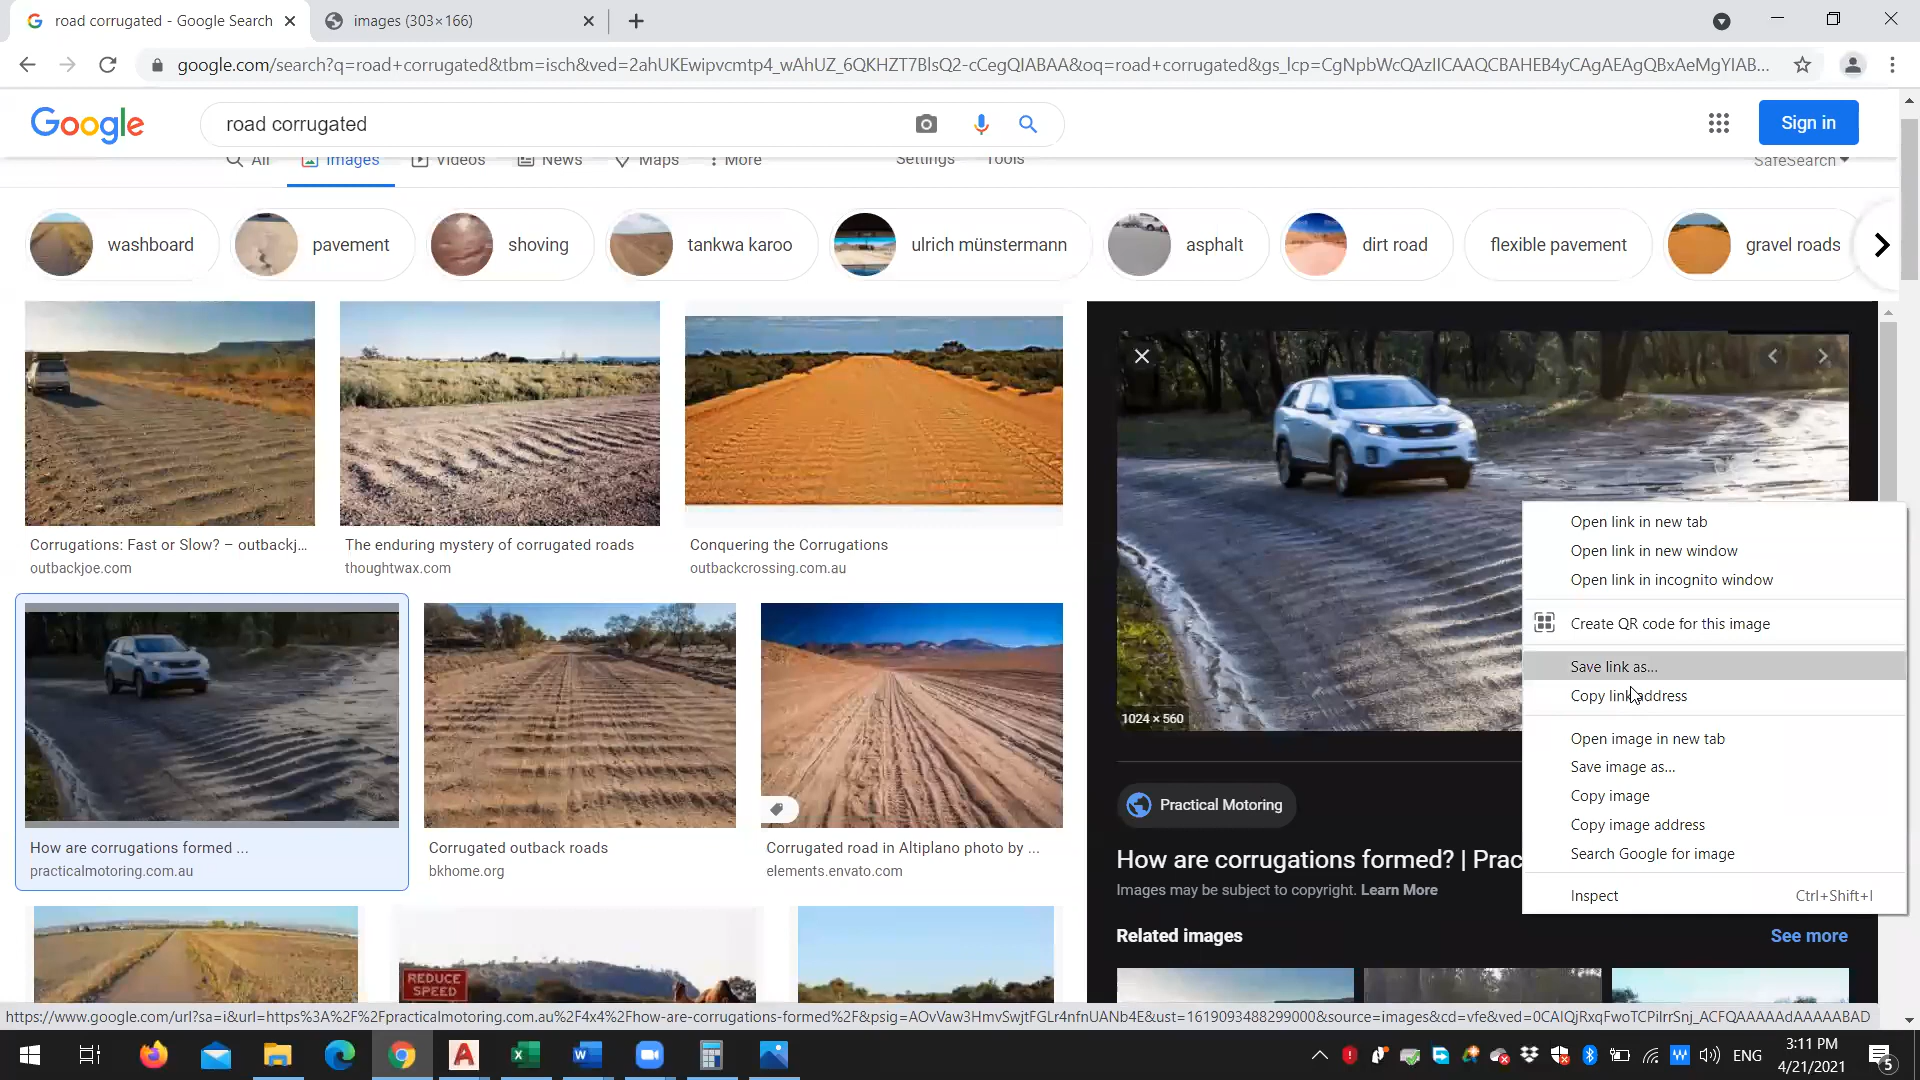 road corrugated - Google Search
images (303×166)
google.com/search?q=road+corrugated&tbm=isch&ved=2ahUKEwipvcmtp4_wAhUZ_6QKHZT7BlsQ2-cCegQIABAA&oq=road+corrugated&gs_lcp=CgNpbWcQAzIICAAQCBAHEB4yCAgAEAgQBxAeMgYIAB...
Google
road corrugated
Sign in
All
Images
Videos
News
Maps
More
Settings
Tools
SafeSearch
washboard
pavement
shoving
tankwa karoo
ulrich münstermann
asphalt
dirt road
flexible pavement
gravel roads
Corrugations: Fast or Slow? – outbackj...
outbackjoe.com
The enduring mystery of corrugated roads
thoughtwax.com
Conquering the Corrugations
outbackcrossing.com.au
How are corrugations formed ...
practicalmotoring.com.au
Corrugated outback roads
bkhome.org
Corrugated road in Altiplano photo by ...
elements.envato.com
REDUCE
SPEED
1024 × 560
Practical Motoring
How are corrugations formed? | Prac
Images may be subject to copyright. Learn More
Related images
See more
Open link in new tab
Open link in new window
Open link in incognito window
Create QR code for this image
Save link as...
Copy link address
Open image in new tab
Save image as...
Copy image
Copy image address
Search Google for image
Inspect
Ctrl+Shift+I
https://www.google.com/url?sa=i&url=https%3A%2F%2Fpracticalmotoring.com.au%2F4x4%2Fhow-are-corrugations-formed%2F&psig=AOvVaw3HmvSwjtFGLr4nfnUANb4E&ust=1619093488299000&source=images&cd=vfe&ved=0CAIQjRxqFwoTCPiIrrSnj_ACFQAAAAAdAAAAABAD
ENG
3:11 PM
4/21/2021
5